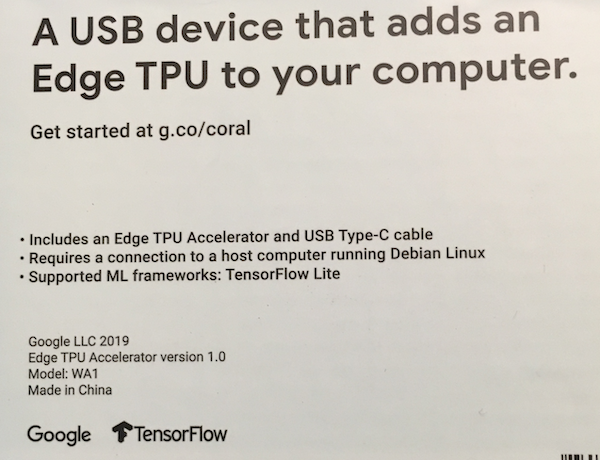 A USB device that adds an
Edge TPU to your computer.
Get started at g.co/coral
• Includes an Edge TPU Accelerator and USB Type-C cable
• Requires a connection to a host computer running Debian Linux
• Supported ML frameworks: TensorFlow Lite
Google LLC 2019
Edge TPU Accelerator version 1.0
Model: WA1
Made in China
Google TensorFlow